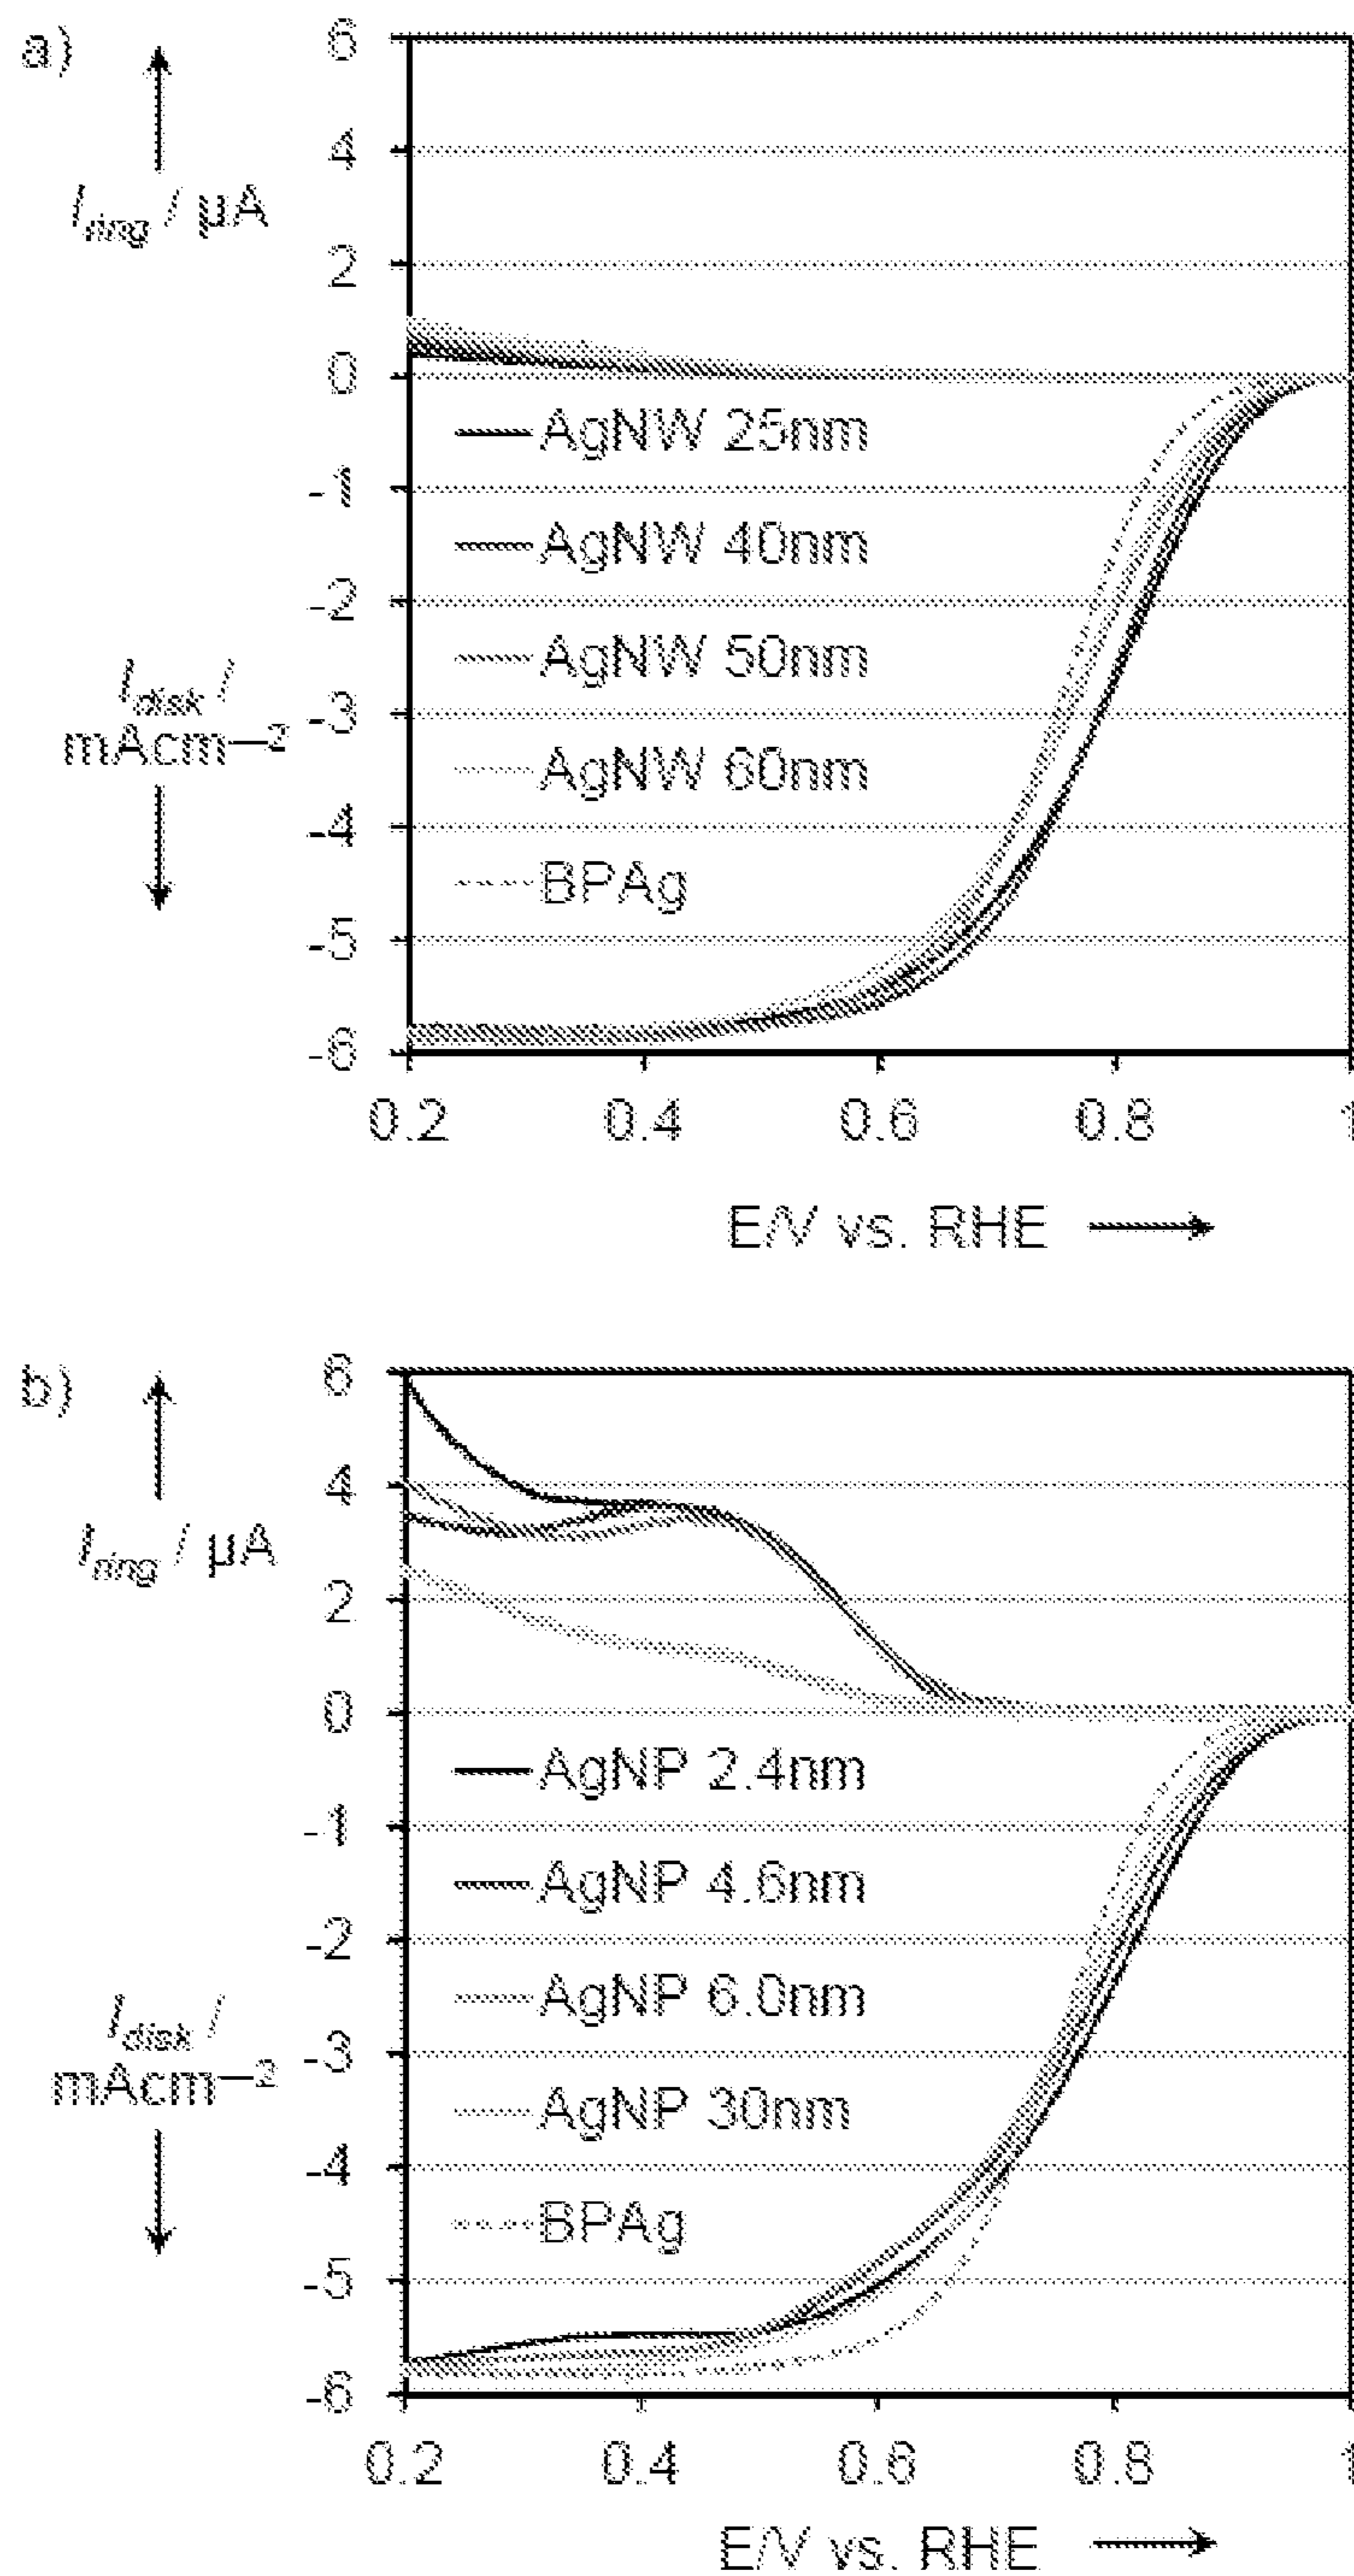 a)
6
4
I_ring / µA
2
0
AgNW 25nm
-1
AgNW 40nm
-2
AgNW 50nm
I_disk /
mAcm—2
-3
AgNW 60nm
-4
BPAg
-5
-6
0.2 0.4 0.6 0.8 1
E/V vs. RHE
b)
6
4
I_ring / µA
2
0
AgNP 2.4nm
-1
AgNP 4.6nm
-2
AgNP 6.0nm
I_disk /
mAcm—2
-3
AgNP 30nm
-4
BPAg
-5
-6
0.2 0.4 0.6 0.8 1
E/V vs. RHE